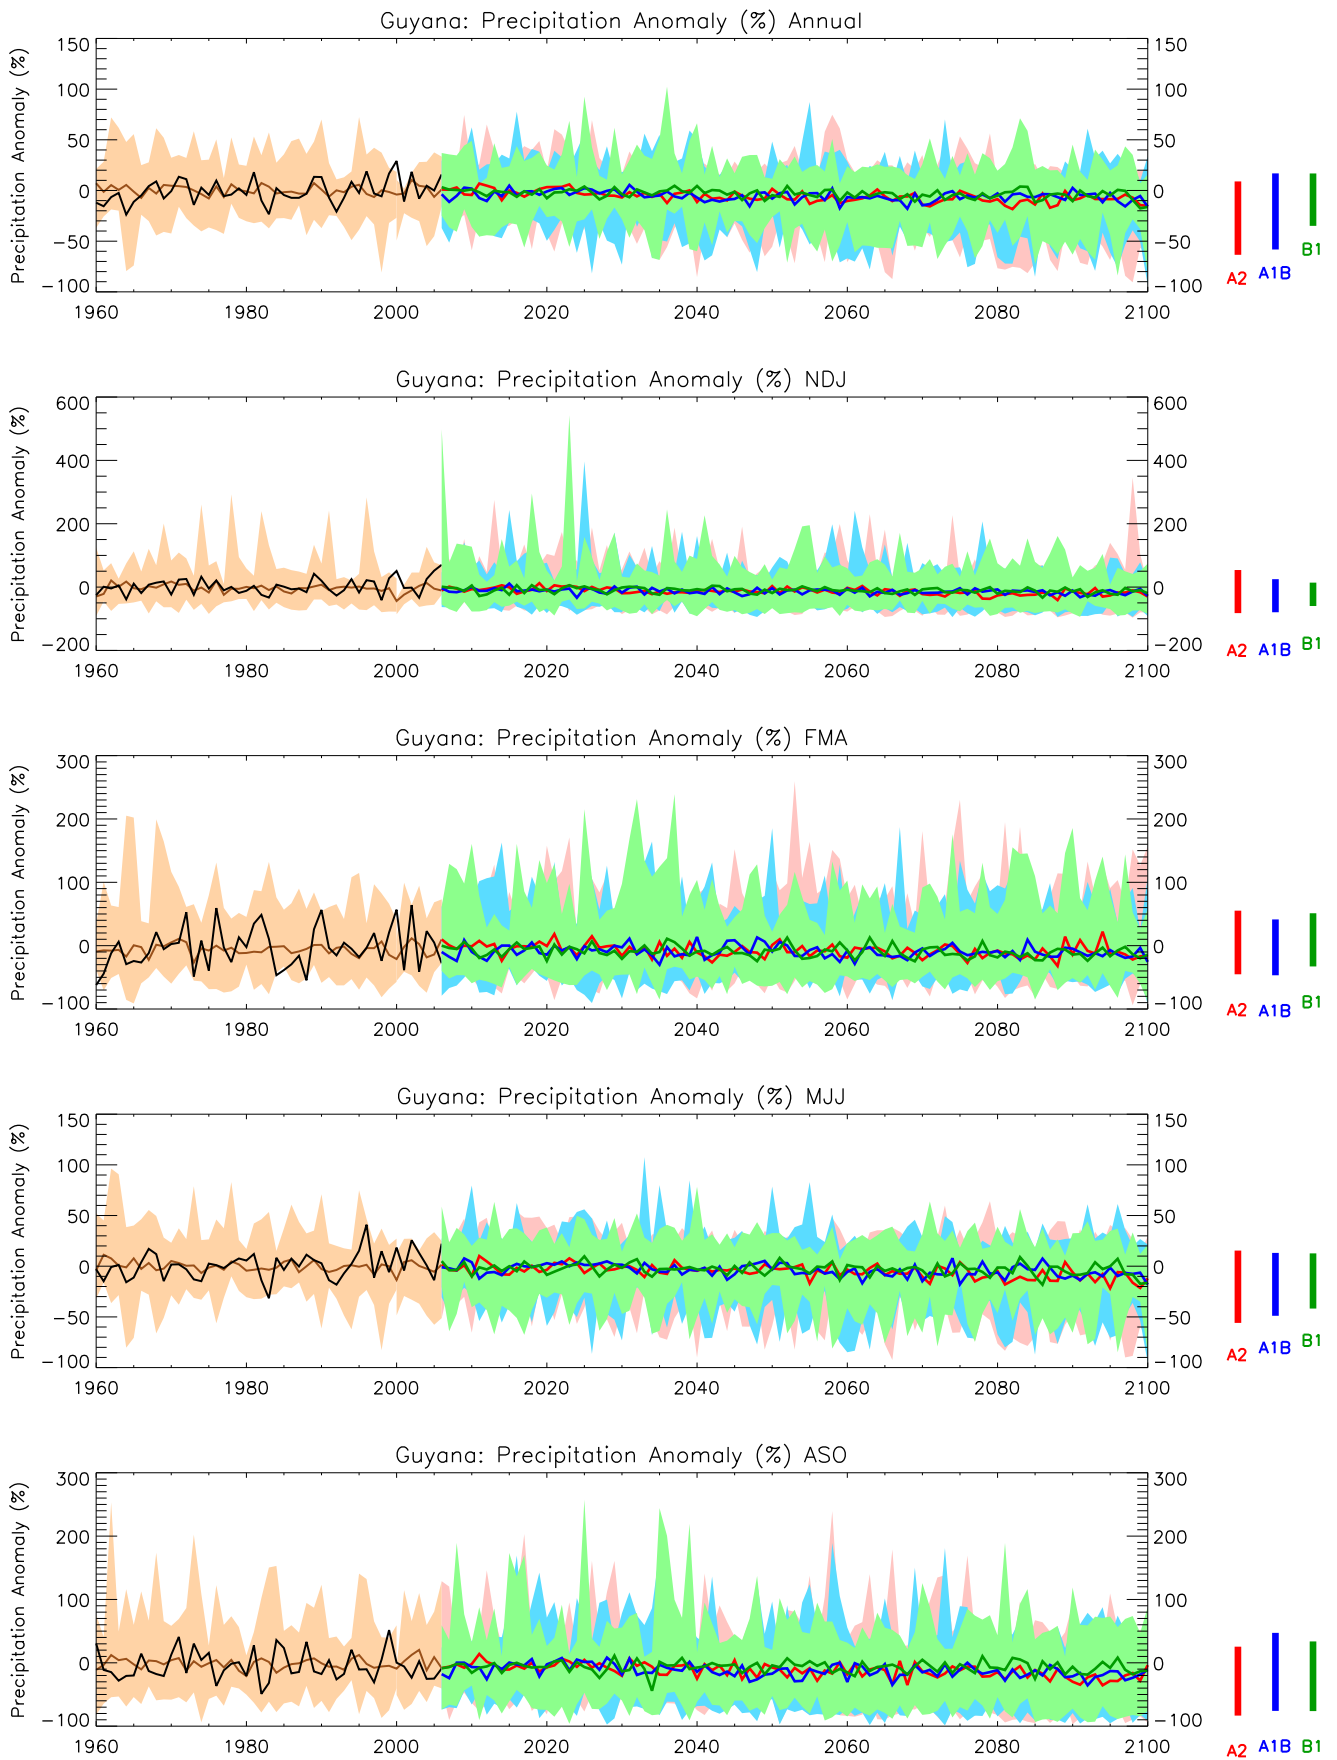 Guyana: Precipitation Anomaly (%) Annual
Precipitation Anomaly (%)
150 150
100 100
50 50
0 0
−50 −50
−100 −100
1960 1980 2000 2020 2040 2060 2080 2100
A2 A1B B1
Guyana: Precipitation Anomaly (%) NDJ
Precipitation Anomaly (%)
600 600
400 400
200 200
0 0
−200 −200
1960 1980 2000 2020 2040 2060 2080 2100
A2 A1B B1
Guyana: Precipitation Anomaly (%) FMA
Precipitation Anomaly (%)
300 300
200 200
100 100
0 0
−100 −100
1960 1980 2000 2020 2040 2060 2080 2100
A2 A1B B1
Guyana: Precipitation Anomaly (%) MJJ
Precipitation Anomaly (%)
150 150
100 100
50 50
0 0
−50 −50
−100 −100
1960 1980 2000 2020 2040 2060 2080 2100
A2 A1B B1
Guyana: Precipitation Anomaly (%) ASO
Precipitation Anomaly (%)
300 300
200 200
100 100
0 0
−100 −100
1960 1980 2000 2020 2040 2060 2080 2100
A2 A1B B1